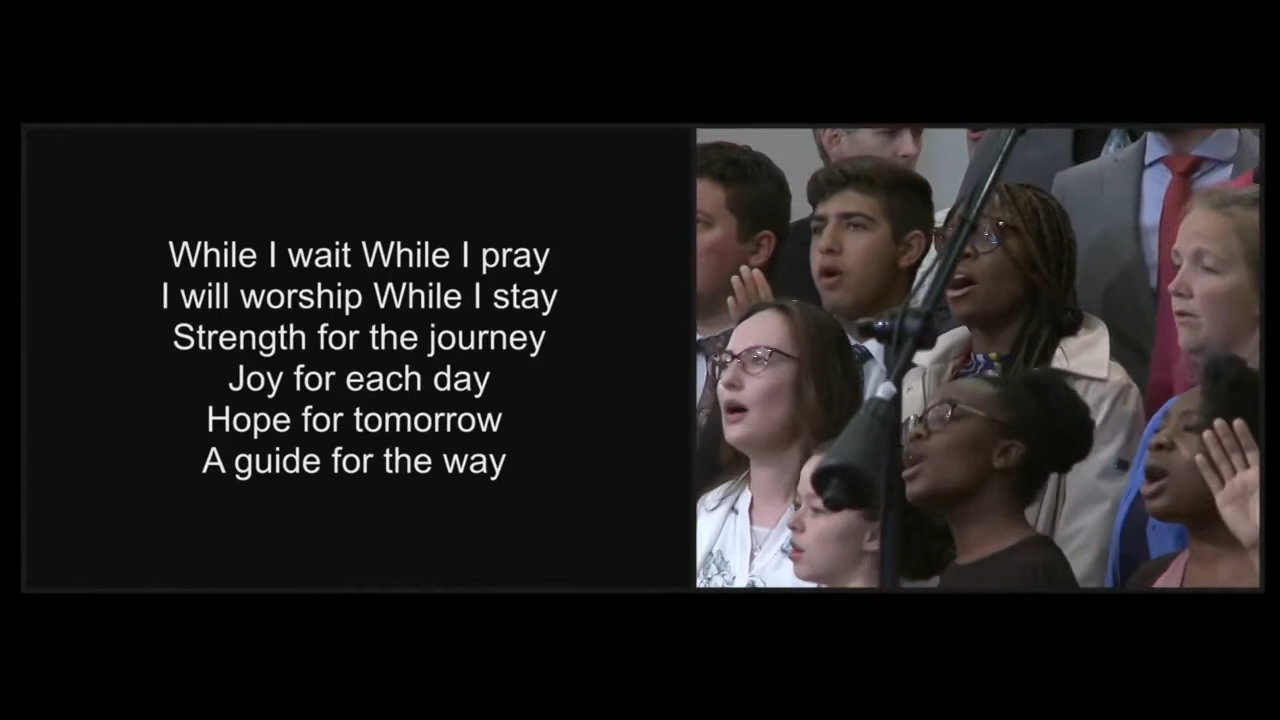 While I wait While I pray
I will worship While I stay
Strength for the journey
Joy for each day
Hope for tomorrow
A guide for the way